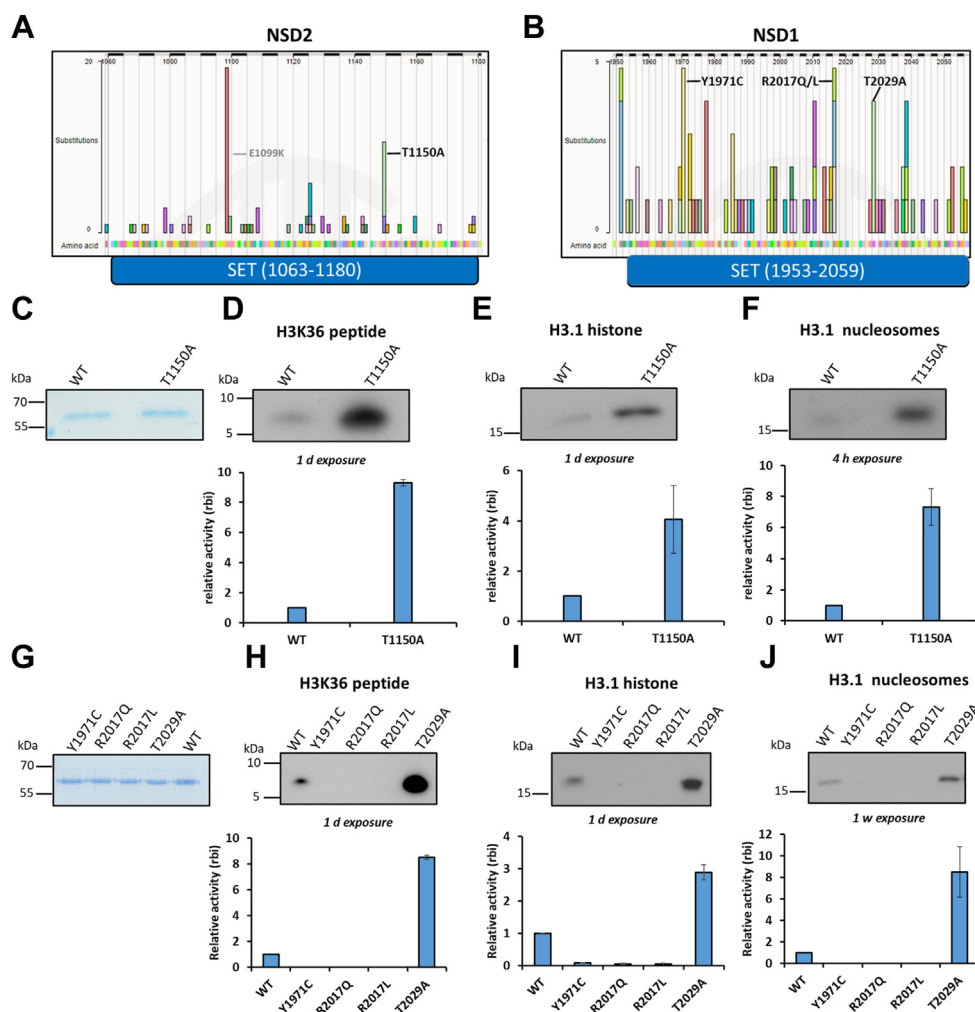 A
NSD2
20
1060 1080 1100 1120 1140 1160 1180
Substitutions
E1099K
T1150A
0
Amino acid
SET (1063-1180)
B
NSD1
5
1950 1960 1970 1980 1990 2000 2010 2020 2030 2040 2050
Y1971C R2017Q/L T2029A
Substitutions
0
Amino acid
SET (1953-2059)
C
WT T1150A
kDa
70
55
D
H3K36 peptide
WT T1150A
kDa
10
5
1 d exposure
relative activity (rbi)
10
8
6
4
2
0
WT T1150A
E
H3.1 histone
WT T1150A
kDa
15
1 d exposure
relative activity (rbi)
6
4
2
0
WT T1150A
F
H3.1 nucleosomes
WT T1150A
kDa
15
4 h exposure
relative activity (rbi)
10
8
6
4
2
0
WT T1150A
G
Y1971C R2017Q R2017L T2029A WT
kDa
70
55
H
H3K36 peptide
WT Y1971C R2017Q R2017L T2029A
kDa
10
5
1 d exposure
Relative activity (rbi)
10
8
6
4
2
0
WT Y1971C R2017Q R2017L T2029A
I
H3.1 histone
WT Y1971C R2017Q R2017L T2029A
kDa
15
1 d exposure
Relative activity (rbi)
4
3
2
1
0
WT Y1971C R2017Q R2017L T2029A
J
H3.1 nucleosomes
WT Y1971C R2017Q R2017L T2029A
kDa
15
1 w exposure
Relative activity (rbi)
12
10
8
6
4
2
0
WT Y1971C R2017Q R2017L T2029A